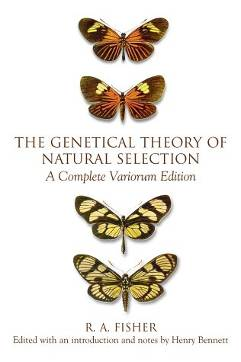 THE GENETICAL THEORY OF
NATURAL SELECTION
A Complete Variorum Edition
R. A. FISHER
Edited with an introduction and notes by Henry Bennett